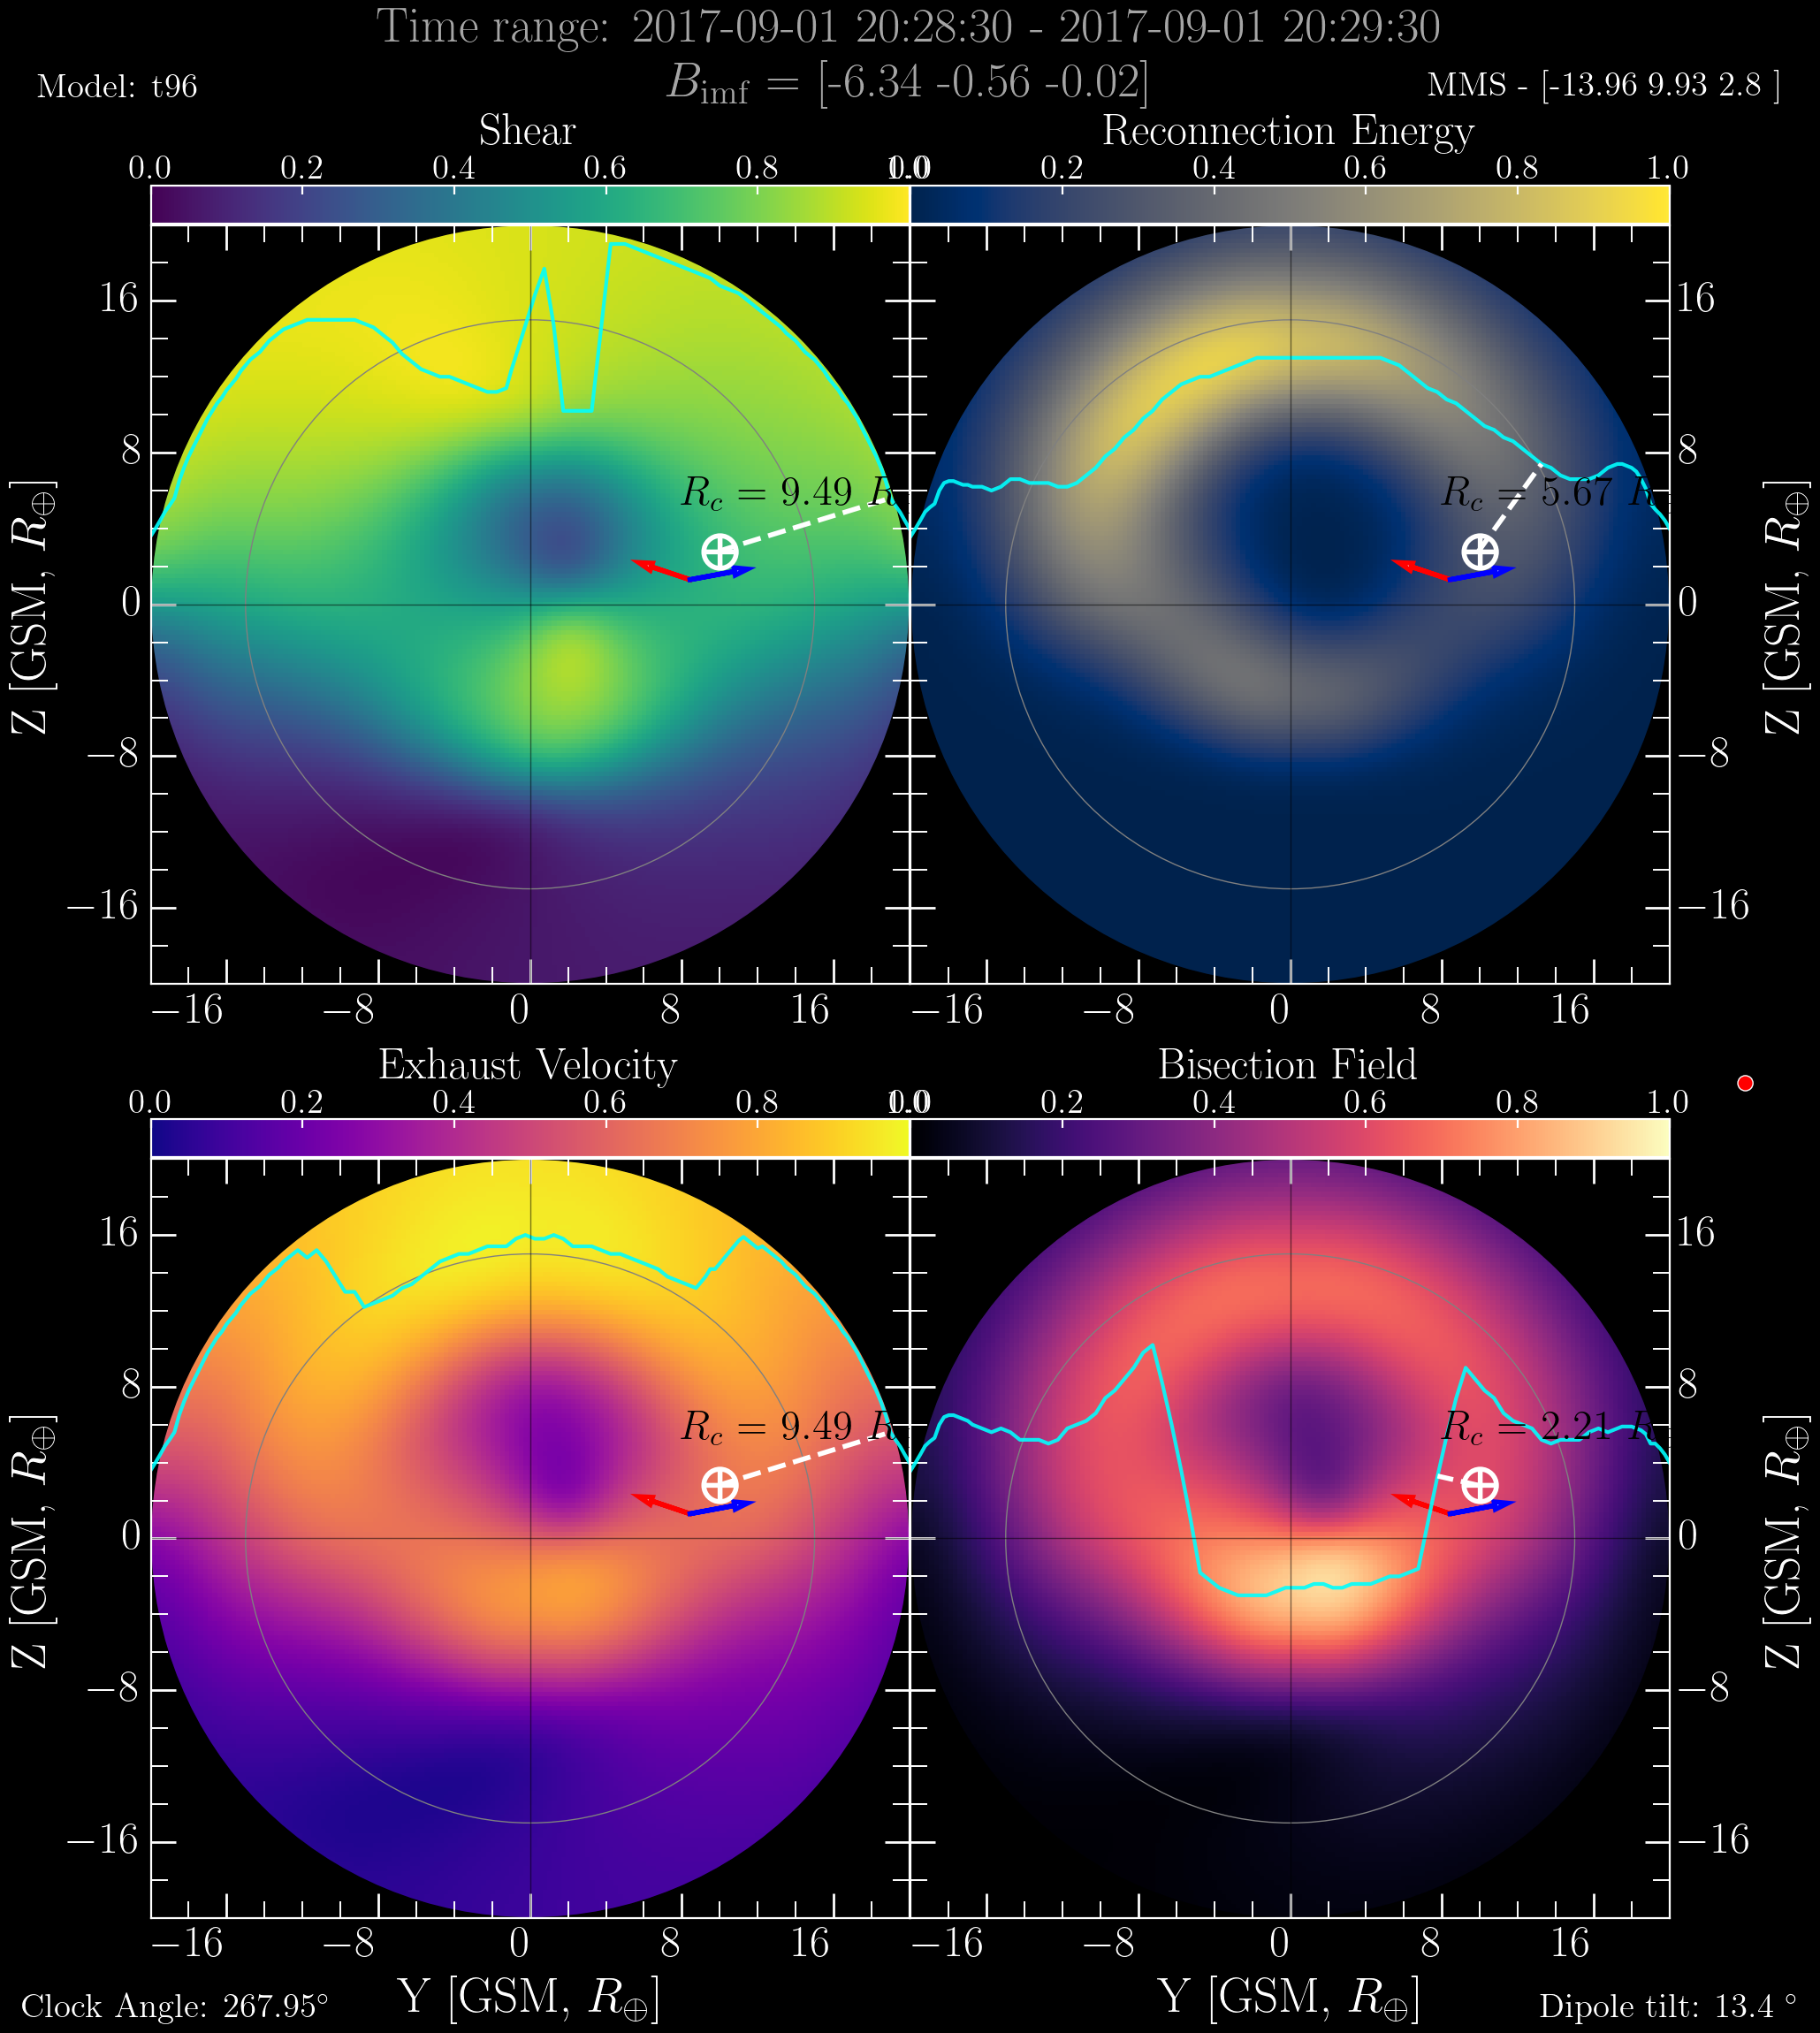 Time range: 2017-09-01 20:28:30 - 2017-09-01 20:29:30
Model: t96
B_imf = [-6.34 -0.56 -0.02]
MMS - [-13.96 9.93 2.8 ]
Shear
Reconnection Energy
0.0 0.2 0.4 0.6 0.8 1.0
0.0 0.2 0.4 0.6 0.8 1.0
16 8 0 −8 −16
Z [GSM, R⊕]
R_c = 9.49 R
R_c = 5.67 R
16 8 0 −8 −16
Z [GSM, R⊕]
−16 −8 0 8 16
−16 −8 0 8 16
Exhaust Velocity
Bisection Field
0.0 0.2 0.4 0.6 0.8 1.0
0.0 0.2 0.4 0.6 0.8 1.0
16 8 0 −8 −16
Z [GSM, R⊕]
R_c = 9.49 R
R_c = 2.21 R
16 8 0 −8 −16
Z [GSM, R⊕]
−16 −8 0 8 16
−16 −8 0 8 16
Y [GSM, R⊕]
Y [GSM, R⊕]
Clock Angle: 267.95°
Dipole tilt: 13.4 °